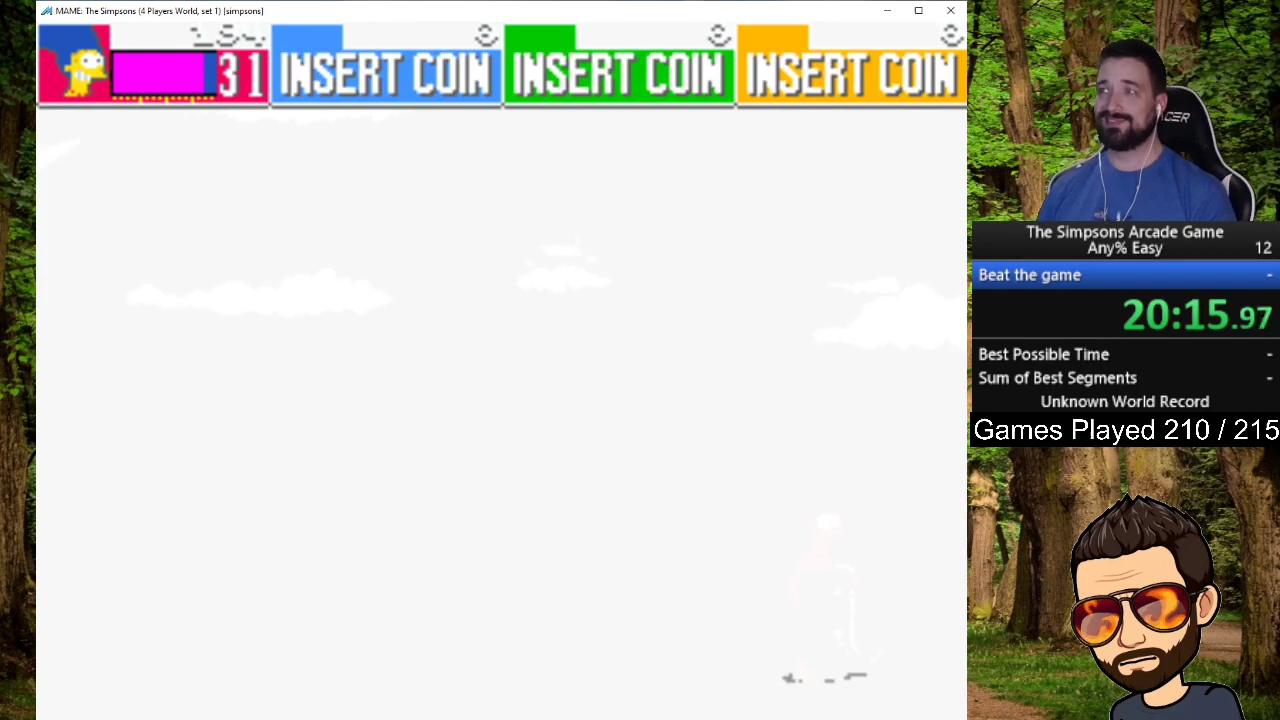 MAME: The Simpsons (4 Players World, set 1) [simpsons]
31
INSERT COIN
INSERT COIN
INSERT COIN
The Simpsons Arcade Game
Any% Easy 12
Beat the game -
20:15.97
Best Possible Time -
Sum of Best Segments -
Unknown World Record
Games Played 210 / 215